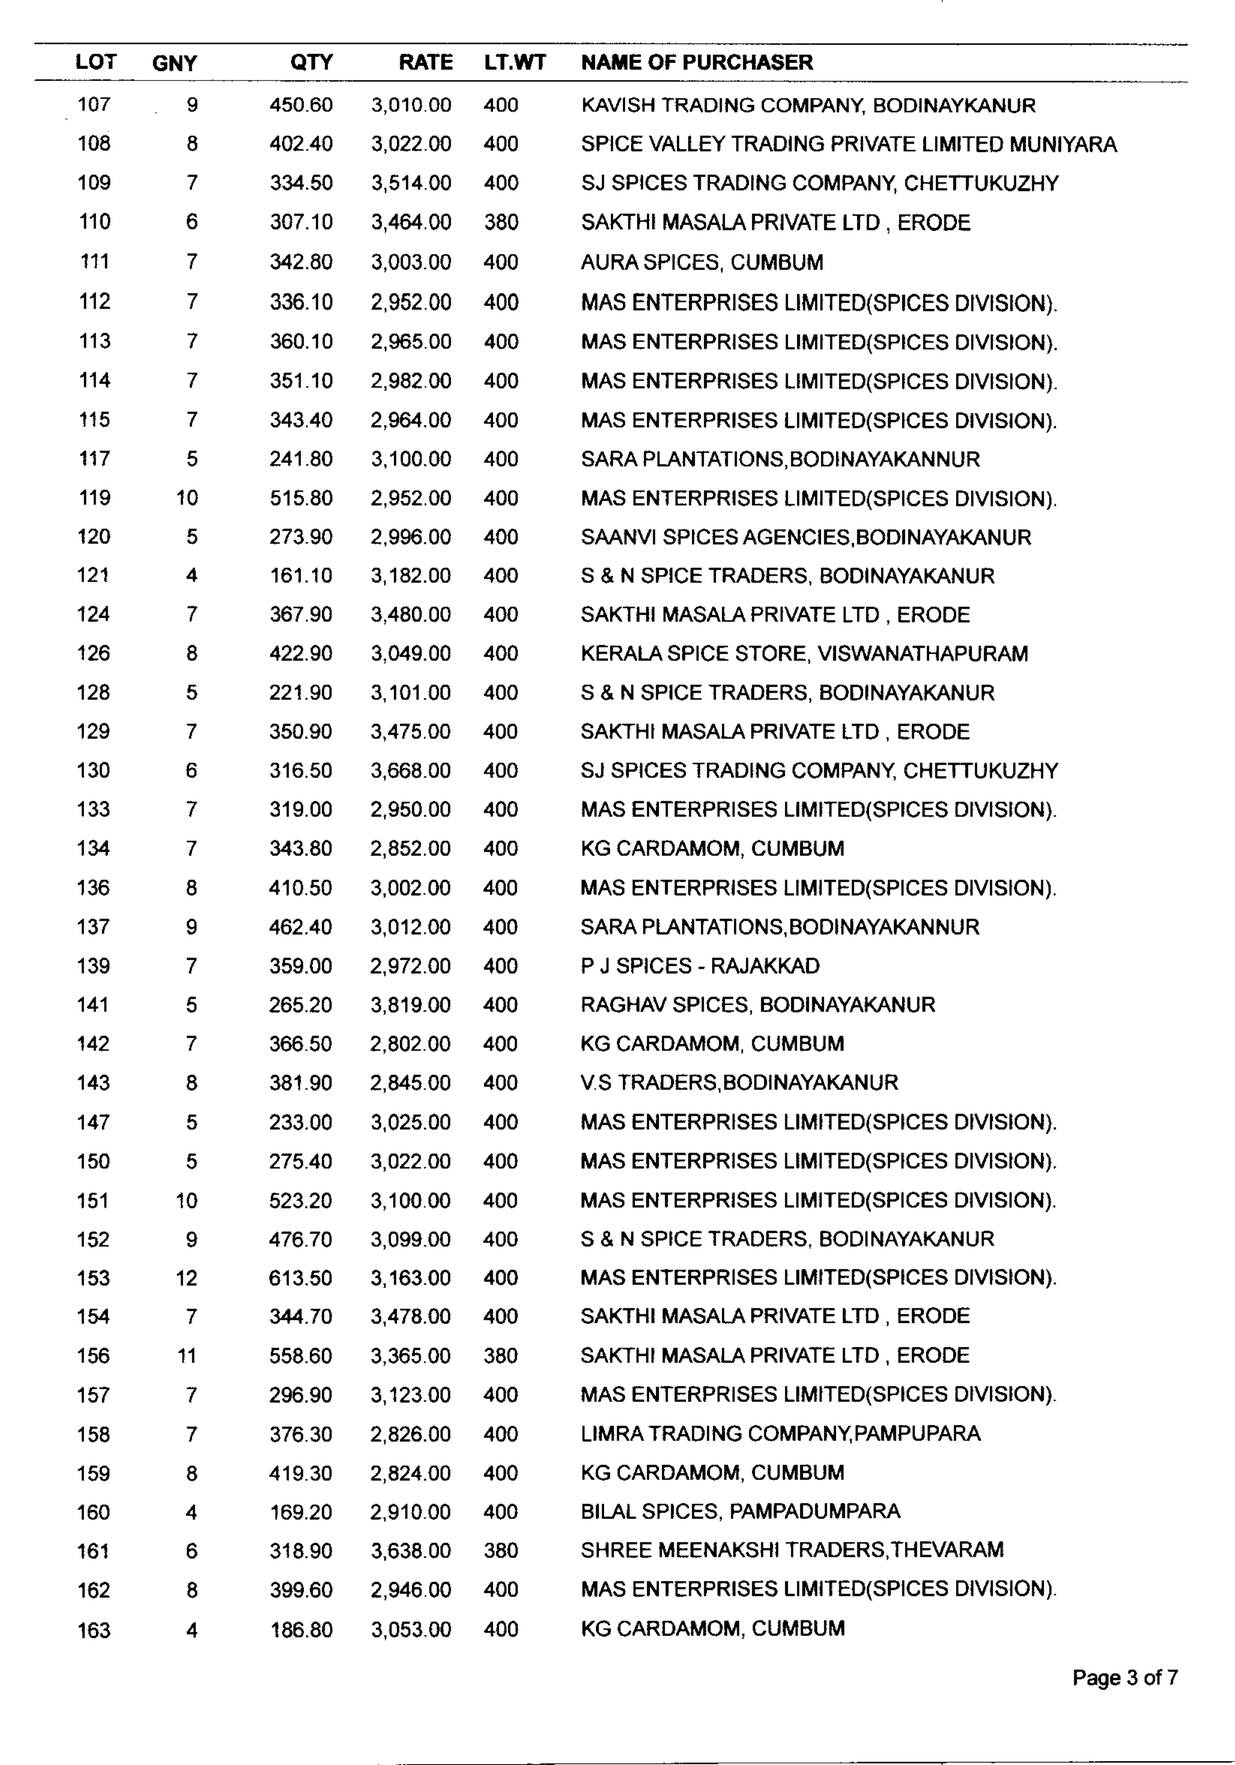 LOT GNY QTY RATE LT.WT NAME OF PURCHASER
107 9 450.60 3,010.00 400 KAVISH TRADING COMPANY, BODINAYKANUR
108 8 402.40 3,022.00 400 SPICE VALLEY TRADING PRIVATE LIMITED MUNIYARA
109 7 334.50 3,514.00 400 SJ SPICES TRADING COMPANY, CHETTUKUZHY
110 6 307.10 3,464.00 380 SAKTHI MASALA PRIVATE LTD , ERODE
111 7 342.80 3,003.00 400 AURA SPICES, CUMBUM
112 7 336.10 2,952.00 400 MAS ENTERPRISES LIMITED(SPICES DIVISION).
113 7 360.10 2,965.00 400 MAS ENTERPRISES LIMITED(SPICES DIVISION).
114 7 351.10 2,982.00 400 MAS ENTERPRISES LIMITED(SPICES DIVISION).
115 7 343.40 2,964.00 400 MAS ENTERPRISES LIMITED(SPICES DIVISION).
117 5 241.80 3,100.00 400 SARA PLANTATIONS,BODINAYAKANNUR
119 10 515.80 2,952.00 400 MAS ENTERPRISES LIMITED(SPICES DIVISION).
120 5 273.90 2,996.00 400 SAANVI SPICES AGENCIES,BODINAYAKANUR
121 4 161.10 3,182.00 400 S & N SPICE TRADERS, BODINAYAKANUR
124 7 367.90 3,480.00 400 SAKTHI MASALA PRIVATE LTD , ERODE
126 8 422.90 3,049.00 400 KERALA SPICE STORE, VISWANATHAPURAM
128 5 221.90 3,101.00 400 S & N SPICE TRADERS, BODINAYAKANUR
129 7 350.90 3,475.00 400 SAKTHI MASALA PRIVATE LTD , ERODE
130 6 316.50 3,668.00 400 SJ SPICES TRADING COMPANY, CHETTUKUZHY
133 7 319.00 2,950.00 400 MAS ENTERPRISES LIMITED(SPICES DIVISION).
134 7 343.80 2,852.00 400 KG CARDAMOM, CUMBUM
136 8 410.50 3,002.00 400 MAS ENTERPRISES LIMITED(SPICES DIVISION).
137 9 462.40 3,012.00 400 SARA PLANTATIONS,BODINAYAKANNUR
139 7 359.00 2,972.00 400 P J SPICES - RAJAKKAD
141 5 265.20 3,819.00 400 RAGHAV SPICES, BODINAYAKANUR
142 7 366.50 2,802.00 400 KG CARDAMOM, CUMBUM
143 8 381.90 2,845.00 400 V.S TRADERS,BODINAYAKANUR
147 5 233.00 3,025.00 400 MAS ENTERPRISES LIMITED(SPICES DIVISION).
150 5 275.40 3,022.00 400 MAS ENTERPRISES LIMITED(SPICES DIVISION).
151 10 523.20 3,100.00 400 MAS ENTERPRISES LIMITED(SPICES DIVISION).
152 9 476.70 3,099.00 400 S & N SPICE TRADERS, BODINAYAKANUR
153 12 613.50 3,163.00 400 MAS ENTERPRISES LIMITED(SPICES DIVISION).
154 7 344.70 3,478.00 400 SAKTHI MASALA PRIVATE LTD , ERODE
156 11 558.60 3,365.00 380 SAKTHI MASALA PRIVATE LTD , ERODE
157 7 296.90 3,123.00 400 MAS ENTERPRISES LIMITED(SPICES DIVISION).
158 7 376.30 2,826.00 400 LIMRA TRADING COMPANY,PAMPUPARA
159 8 419.30 2,824.00 400 KG CARDAMOM, CUMBUM
160 4 169.20 2,910.00 400 BILAL SPICES, PAMPADUMPARA
161 6 318.90 3,638.00 380 SHREE MEENAKSHI TRADERS,THEVARAM
162 8 399.60 2,946.00 400 MAS ENTERPRISES LIMITED(SPICES DIVISION).
163 4 186.80 3,053.00 400 KG CARDAMOM, CUMBUM
Page 3 of 7